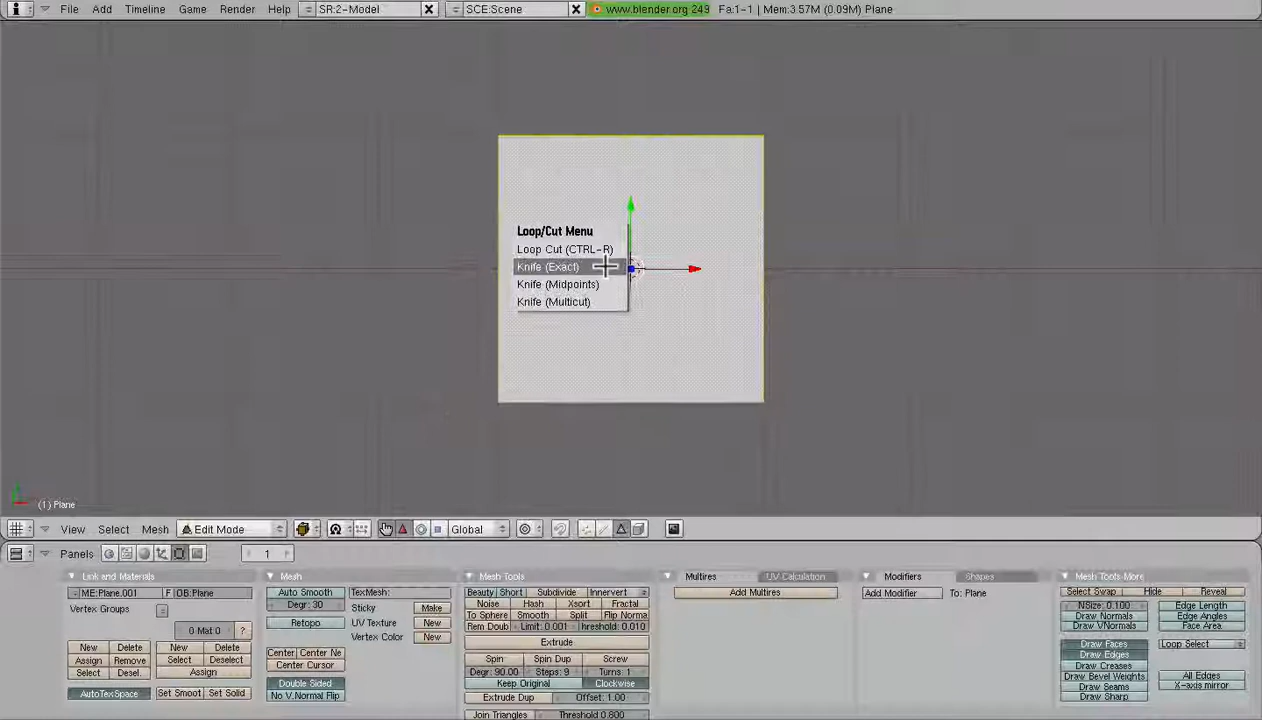 File Add Timeline Game Render Help SR:2-Model SCE:Scene www.blender.org 249 Fa:1-1 | Mem:3.57M (0.09M) Plane
Loop/Cut Menu
Loop Cut (CTRL-R)
Knife (Exact)
Knife (Midpoints)
Knife (Multicut)
(1) Plane
View Select Mesh Edit Mode Global
Panels 1
Link and Materials
ME:Plane.001 F OB:Plane
Vertex Groups
0 Mat 0 ?
New Delete New Delete
Assign Remove Select Deselect
Select Desel. Assign
AutoTexSpace Set Smoot Set Solid
Mesh
Auto Smooth TexMesh:
Degr: 30 Sticky Make
Retopo UV Texture New
Vertex Color New
Center Center Ne
Center Cursor
Double Sided
No V.Normal Flip
Mesh Tools
Beauty Short Subdivide Innervert
Noise Hash Xsort Fractal
To Sphere Smooth Split Flip Norma
Rem Doub Limit: 0.001 hreshold: 0.010
Extrude
Spin Spin Dup Screw
Degr: 90.00 Steps: 9 Turns: 1
Keep Original Clockwise
Extrude Dup Offset: 1.00
Join Triangles Threshold 0.800
Multires UV Calculation
Add Multires
Modifiers Shapes
Add Modifier To: Plane
Mesh Tools More
Select Swap Hide Reveal
NSize: 0.100 Edge Length
Draw Normals Edge Angles
Draw VNormals Face Area
Draw Faces Loop Select
Draw Edges
Draw Creases
Draw Bevel Weights All Edges
Draw Seams X-axis mirror
Draw Sharp